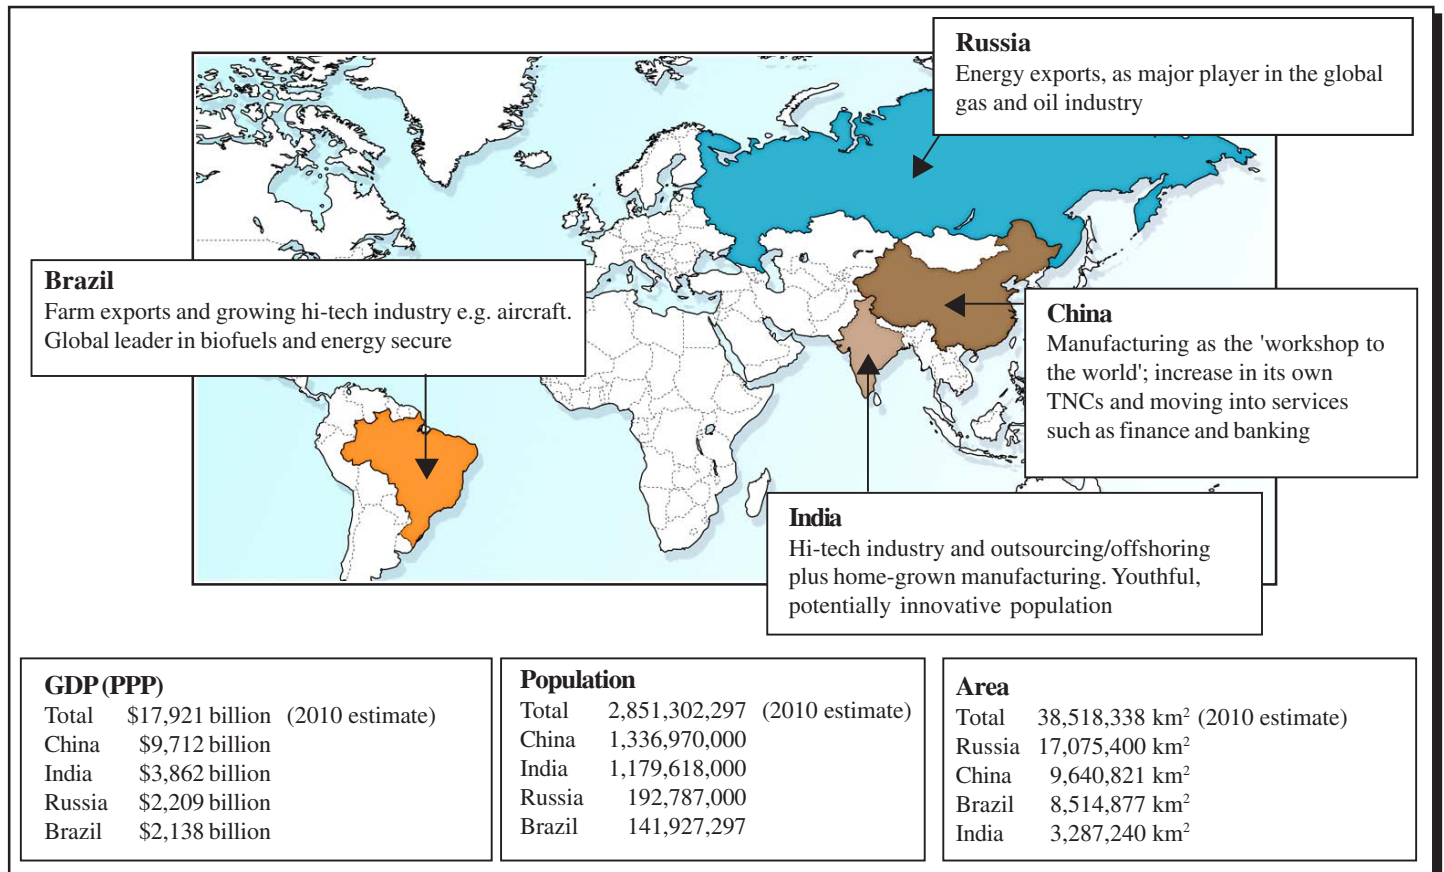 Russia
Energy exports, as major player in the global
gas and oil industry
Brazil
Farm exports and growing hi-tech industry e.g. aircraft.
Global leader in biofuels and energy secure
China
Manufacturing as the 'workshop to
the world'; increase in its own
TNCs and moving into services
such as finance and banking
India
Hi-tech industry and outsourcing/offshoring
plus home-grown manufacturing. Youthful,
potentially innovative population
GDP (PPP)
Total $17,921 billion (2010 estimate)
China $9,712 billion
India $3,862 billion
Russia $2,209 billion
Brazil $2,138 billion
Population
Total 2,851,302,297 (2010 estimate)
China 1,336,970,000
India 1,179,618,000
Russia 192,787,000
Brazil 141,927,297
Area
Total 38,518,338 km² (2010 estimate)
Russia 17,075,400 km²
China 9,640,821 km²
Brazil 8,514,877 km²
India 3,287,240 km²